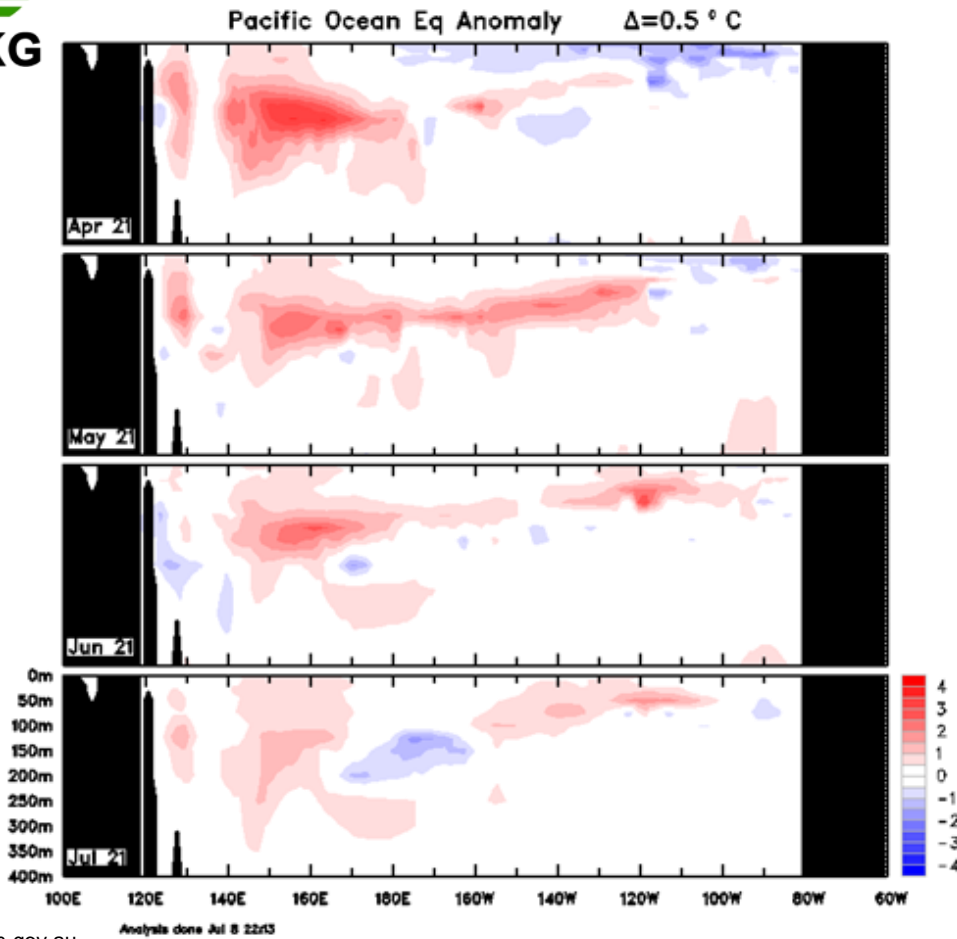 KG
Pacific Ocean Eq Anomaly Δ=0.5 °C
Apr 21
May 21
Jun 21
Jul 21
0m
50m
100m
150m
200m
250m
300m
350m
400m
100E 120E 140E 160E 180E 160W 140W 120W 100W 80W 60W
4
3
2
1
0
-1
-2
-3
-4
Analysis done Jul 8 22:13